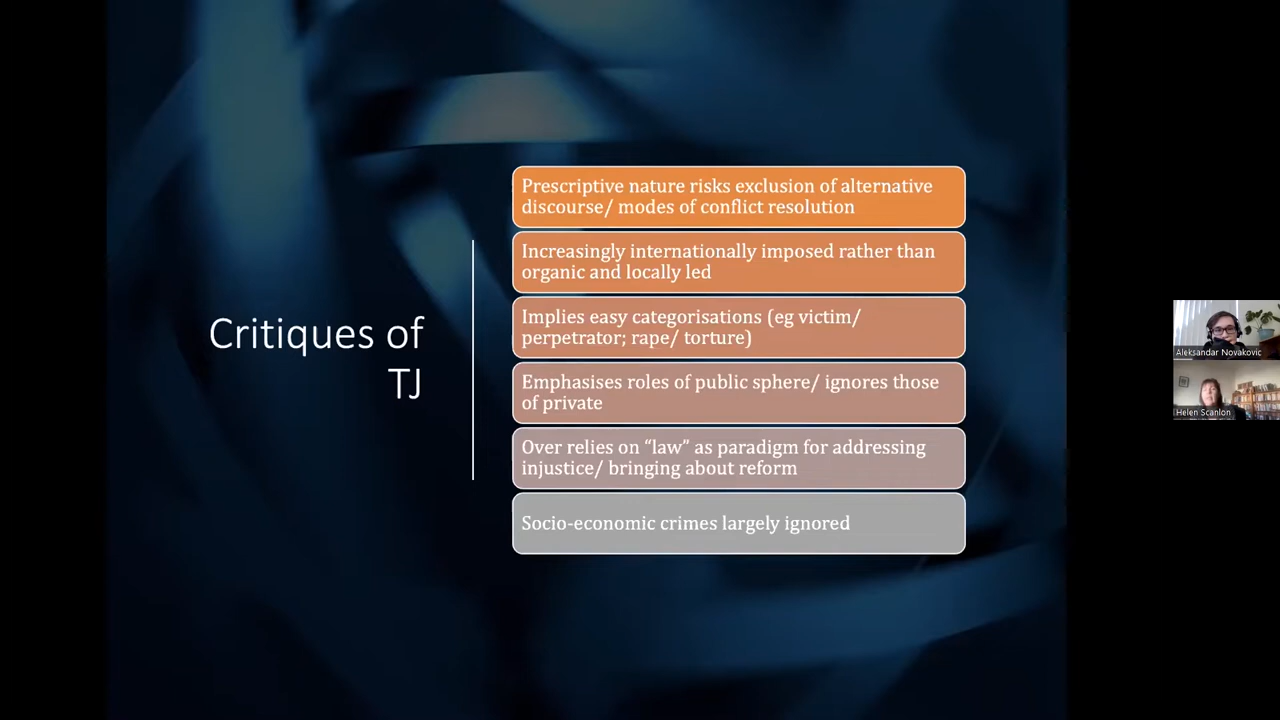 Critiques of
TJ
Prescriptive nature risks exclusion of alternative
discourse/ modes of conflict resolution
Increasingly internationally imposed rather than
organic and locally led
Implies easy categorisations (eg victim/
perpetrator; rape/ torture)
Emphasises roles of public sphere/ ignores those
of private
Over relies on “law” as paradigm for addressing
injustice/ bringing about reform
Socio-economic crimes largely ignored
Aleksandar Novakovic
Helen Scanlon